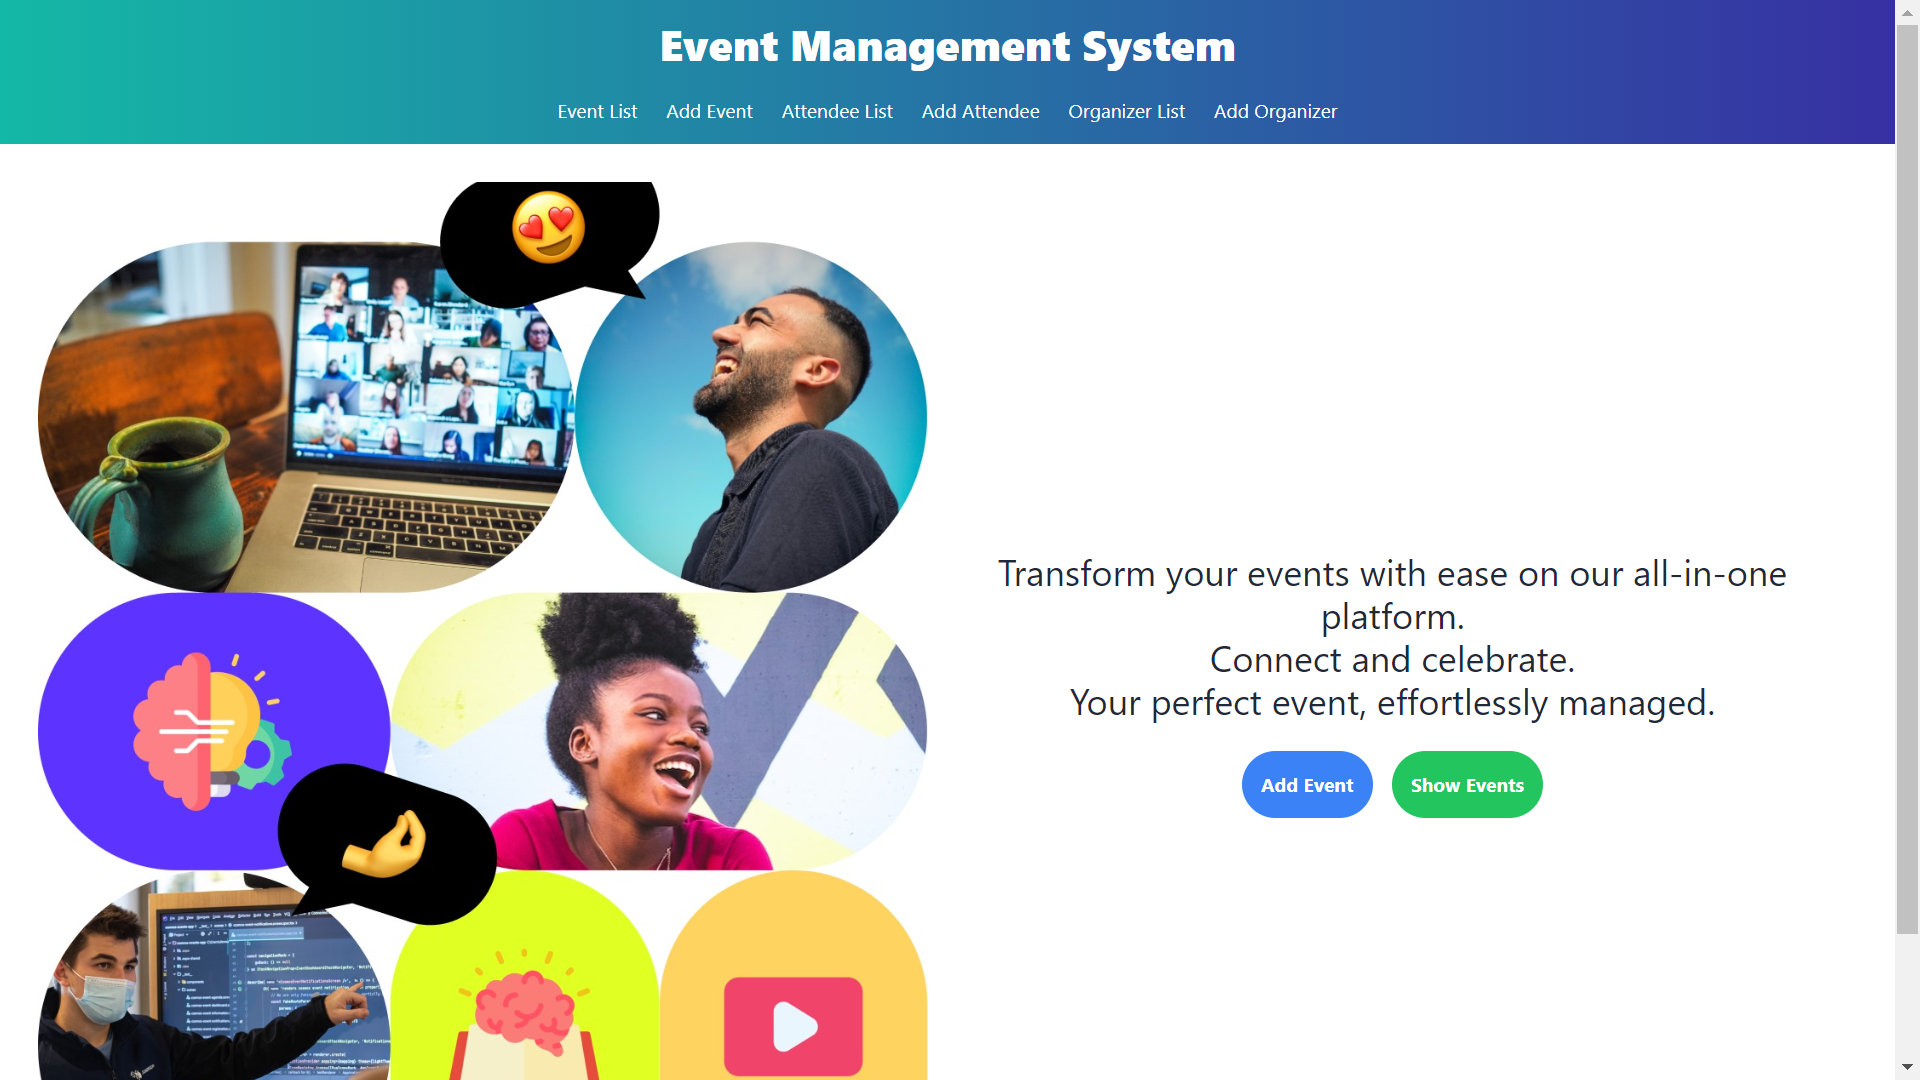 Event Management System
Event List
Add Event
Attendee List
Add Attendee
Organizer List
Add Organizer
Transform your events with ease on our all-in-one
platform.
Connect and celebrate.
Your perfect event, effortlessly managed.
Add Event
Show Events